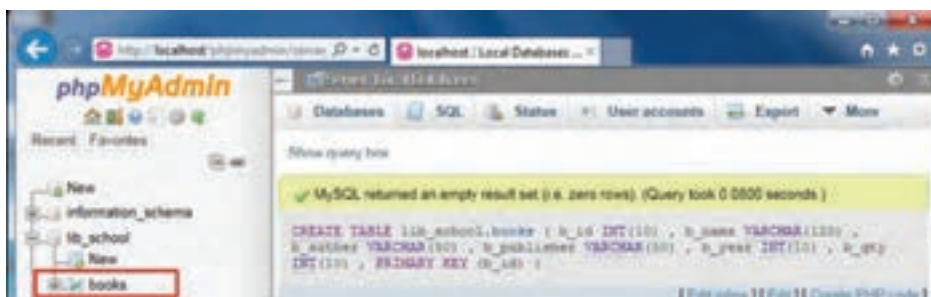 http://localhost/phpmyadmin/server
localhost / Local Databases ...
phpMyAdmin
Recent Favorites
New
information_schema
lib_school
New
books
Databases SQL Status User accounts Export More
Show query box
MySQL returned an empty result set (i.e. zero rows). (Query took 0.0800 seconds.)
CREATE TABLE lib_school.books ( b_id INT(10) , b_name VARCHAR(120) ,
b_author VARCHAR(50) , b_publisher VARCHAR(50) , b_year INT(10) , b_qty
INT(10) , PRIMARY KEY (b_id) )
[ Edit inline ] [ Edit ] [ Create PHP code ]